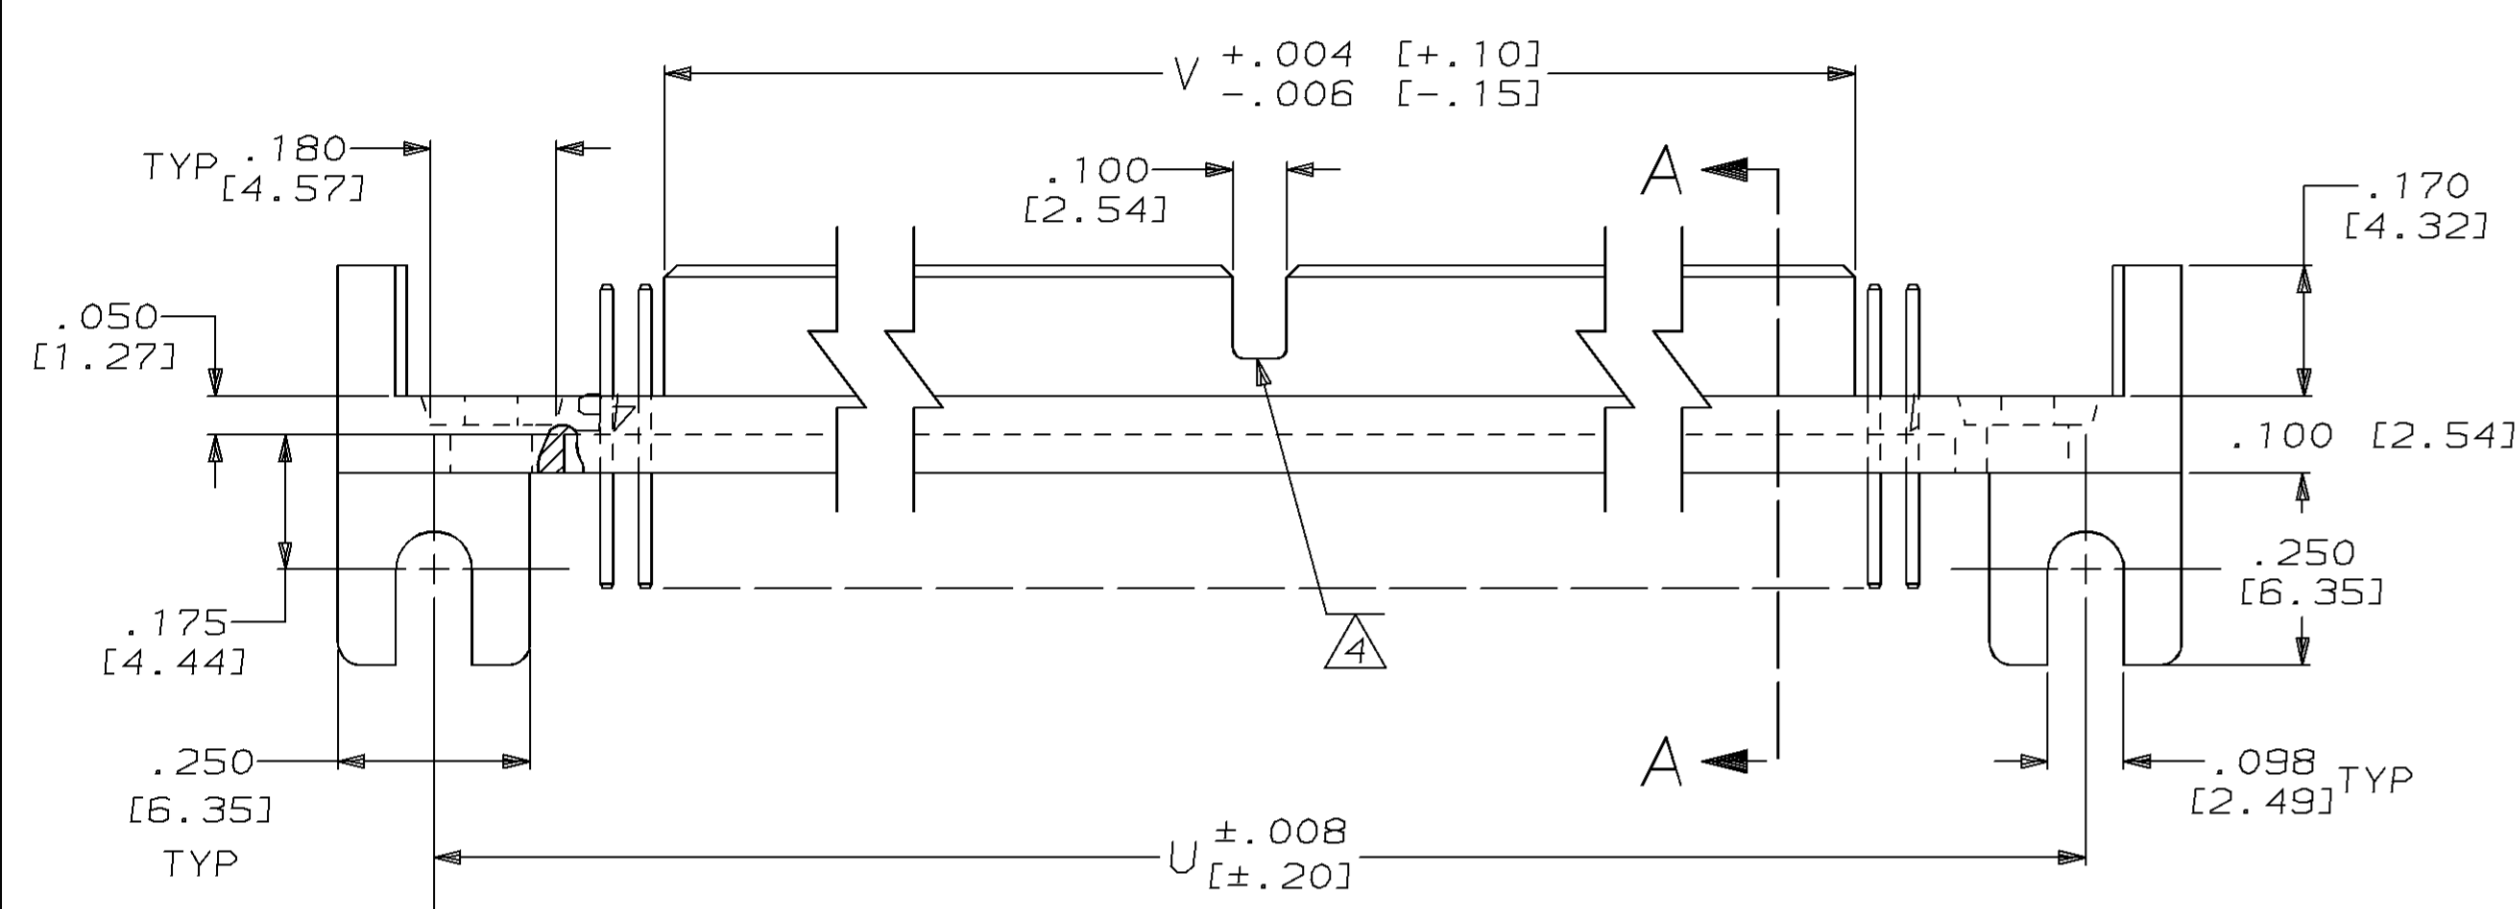 V +.004 [+.10]
-.006 [-.15]
TYP .180
[4.57]
.100
[2.54]
A
.170
[4.32]
.050
[1.27]
.100 [2.54]
.250
[6.35]
.175
[4.44]
4
A
.250
[6.35]
TYP
.098 TYP
[2.49]
U ±.008
[±.20]